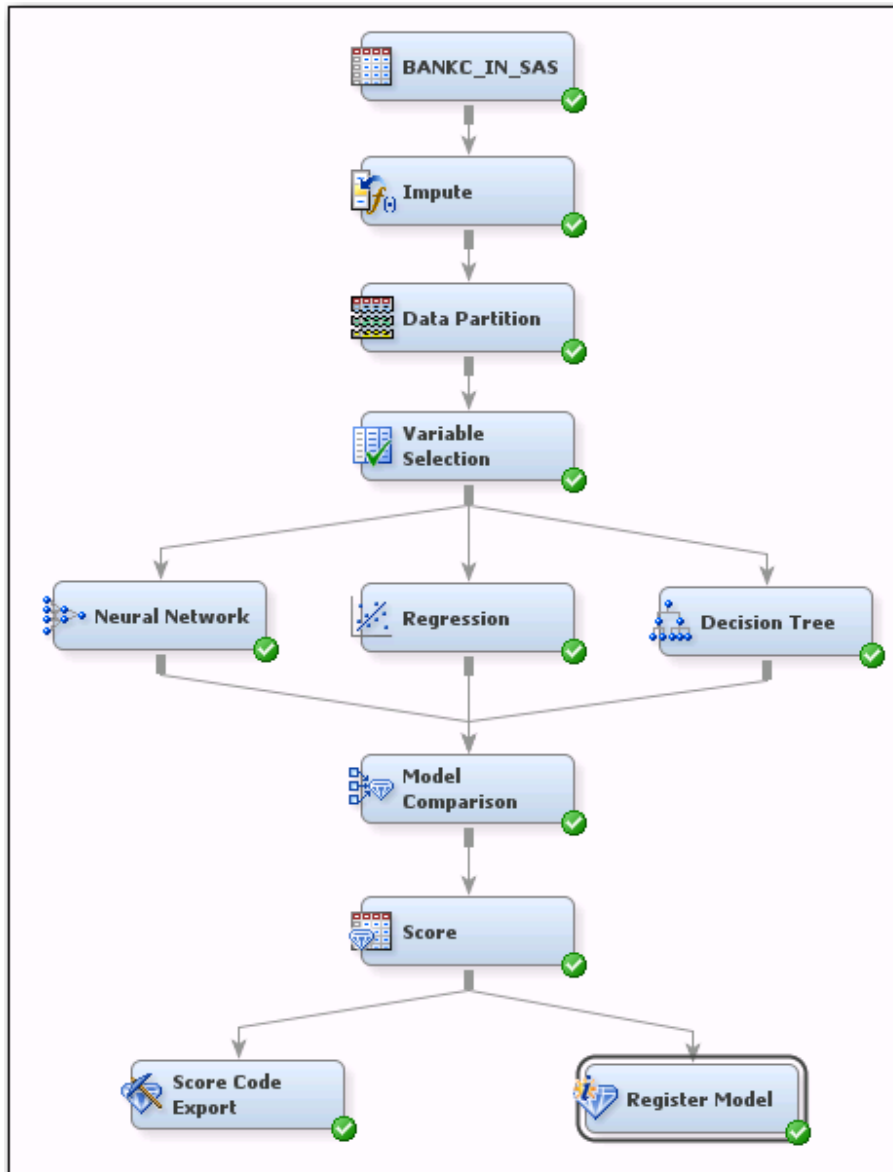 BANKC_IN_SAS
Impute
Data Partition
Variable
Selection
Neural Network
Regression
Decision Tree
Model
Comparison
Score
Score Code
Export
Register Model